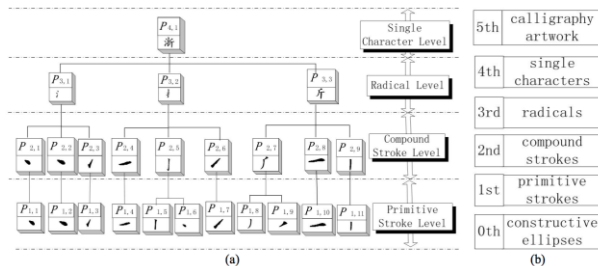 P4,1
浙
Single
Character Level
P3,1
氵
P3,2
扌
P3,3
斤
Radical Level
P2,1 P2,2 P2,3 P2,4 P2,5 P2,6 P2,7 P2,8 P2,9
Compound
Stroke Level
P1,1 P1,2 P1,3 P1,4 P1,5 P1,6 P1,7 P1,8 P1,9 P1,10 P1,11
Primitive
Stroke Level
(a)
5th calligraphy
artwork
4th single
characters
3rd radicals
2nd compound
strokes
1st primitive
strokes
0th constructive
ellipses
(b)